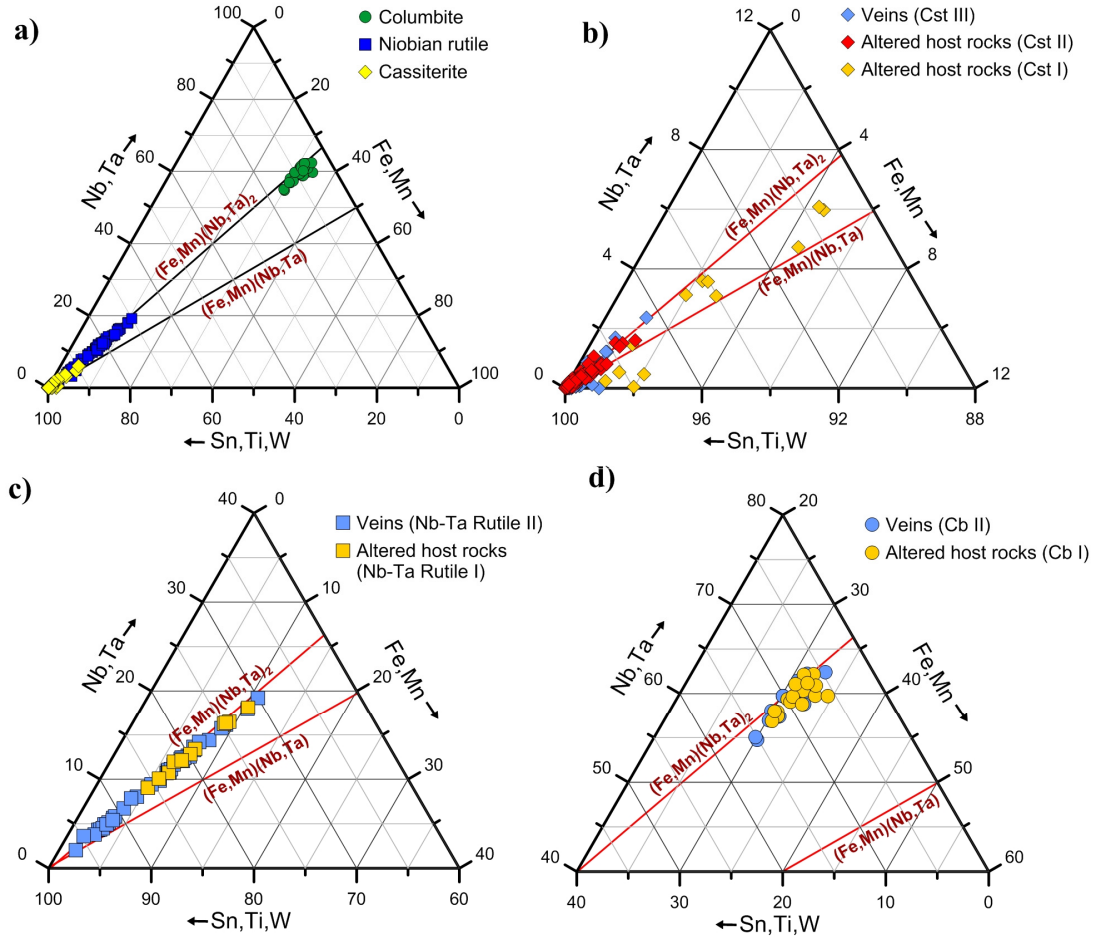 a)
100
0
Columbite
Niobian rutile
Cassiterite
80
20
Nb,Ta→
Fe,Mn→
60
40
(Fe,Mn)(Nb,Ta)2
40
60
(Fe,Mn)(Nb,Ta)
20
80
0
100
100
80
60
40
20
0
←Sn,Ti,W
b)
12
0
Veins (Cst III)
Altered host rocks (Cst II)
Altered host rocks (Cst I)
8
4
Nb,Ta→
Fe,Mn→
(Fe,Mn)(Nb,Ta)2
4
8
(Fe,Mn)(Nb,Ta)
0
12
100
96
92
88
←Sn,Ti,W
c)
40
0
Veins (Nb-Ta Rutile II)
Altered host rocks
(Nb-Ta Rutile I)
30
10
Nb,Ta→
Fe,Mn→
20
20
(Fe,Mn)(Nb,Ta)2
(Fe,Mn)(Nb,Ta)
10
30
0
40
100
90
80
70
60
←Sn,Ti,W
d)
80
20
Veins (Cb II)
Altered host rocks (Cb I)
70
30
Nb,Ta→
Fe,Mn→
60
40
(Fe,Mn)(Nb,Ta)2
50
50
(Fe,Mn)(Nb,Ta)
40
60
40
30
20
10
0
←Sn,Ti,W